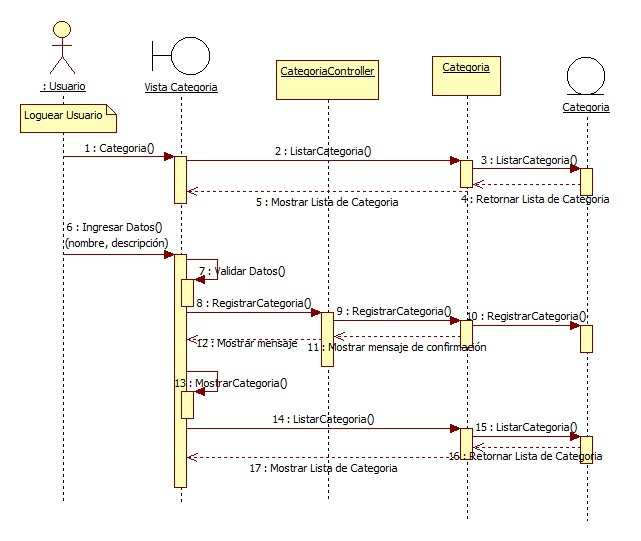 : Usuario
Vista Categoria
CategoriaController
Categoria
Categoria
Loguear Usuario
1 : Categoria()
2 : ListarCategoria()
3 : ListarCategoria()
4 : Retornar Lista de Categoria
5 : Mostrar Lista de Categoria
6 : Ingresar Datos()
(nombre, descripción)
7 : Validar Datos()
8 : RegistrarCategoria()
9 : RegistrarCategoria()
10 : RegistrarCategoria()
11 : Mostrar mensaje de confirmación
12 : Mostrar mensaje
13 : MostrarCategoria()
14 : ListarCategoria()
15 : ListarCategoria()
16 : Retornar Lista de Categoria
17 : Mostrar Lista de Categoria